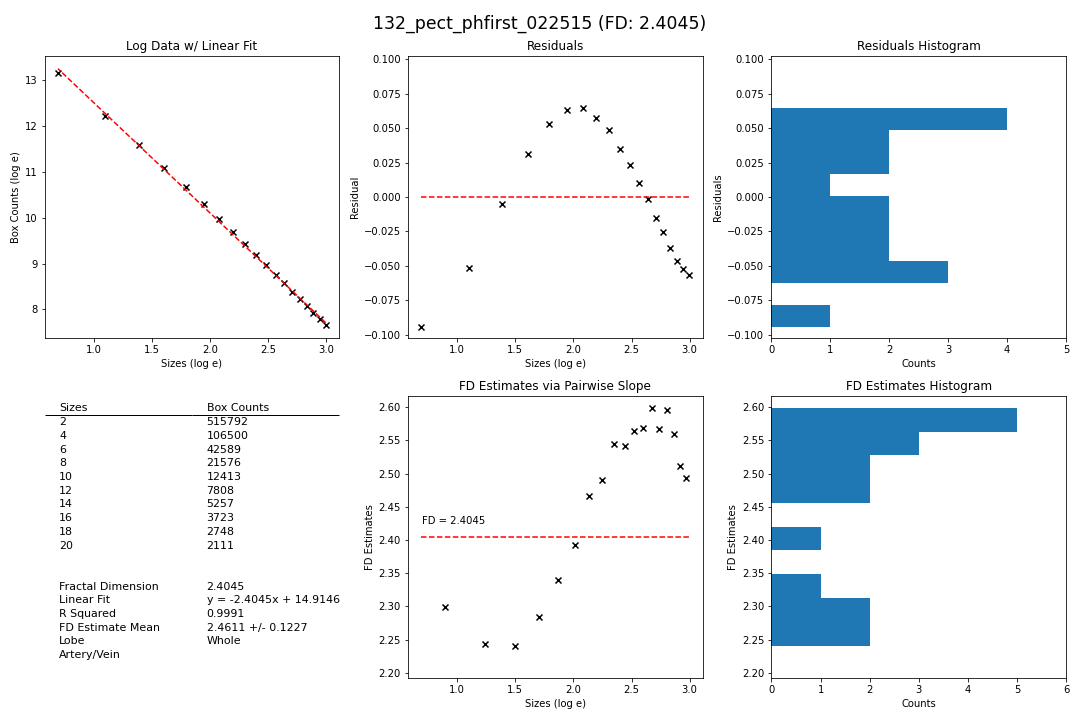 132_pect_phfirst_022515 (FD: 2.4045)
Log Data w/ Linear Fit
13
12
11
10
9
8
Box Counts (log e)
1.0 1.5 2.0 2.5 3.0
Sizes (log e)
Residuals
0.100
0.075
0.050
0.025
0.000
−0.025
−0.050
−0.075
−0.100
Residual
1.0 1.5 2.0 2.5 3.0
Sizes (log e)
Residuals Histogram
0.100
0.075
0.050
0.025
0.000
−0.025
−0.050
−0.075
−0.100
Residuals
0 1 2 3 4 5
Counts
Sizes Box Counts
2 515792
4 106500
6 42589
8 21576
10 12413
12 7808
14 5257
16 3723
18 2748
20 2111
Fractal Dimension 2.4045
Linear Fit y = -2.4045x + 14.9146
R Squared 0.9991
FD Estimate Mean 2.4611 +/- 0.1227
Lobe Whole
Artery/Vein
FD Estimates via Pairwise Slope
2.60
2.55
2.50
2.45
2.40
2.35
2.30
2.25
2.20
FD Estimates
FD = 2.4045
1.0 1.5 2.0 2.5 3.0
Sizes (log e)
FD Estimates Histogram
2.60
2.55
2.50
2.45
2.40
2.35
2.30
2.25
2.20
FD Estimates
0 1 2 3 4 5 6
Counts